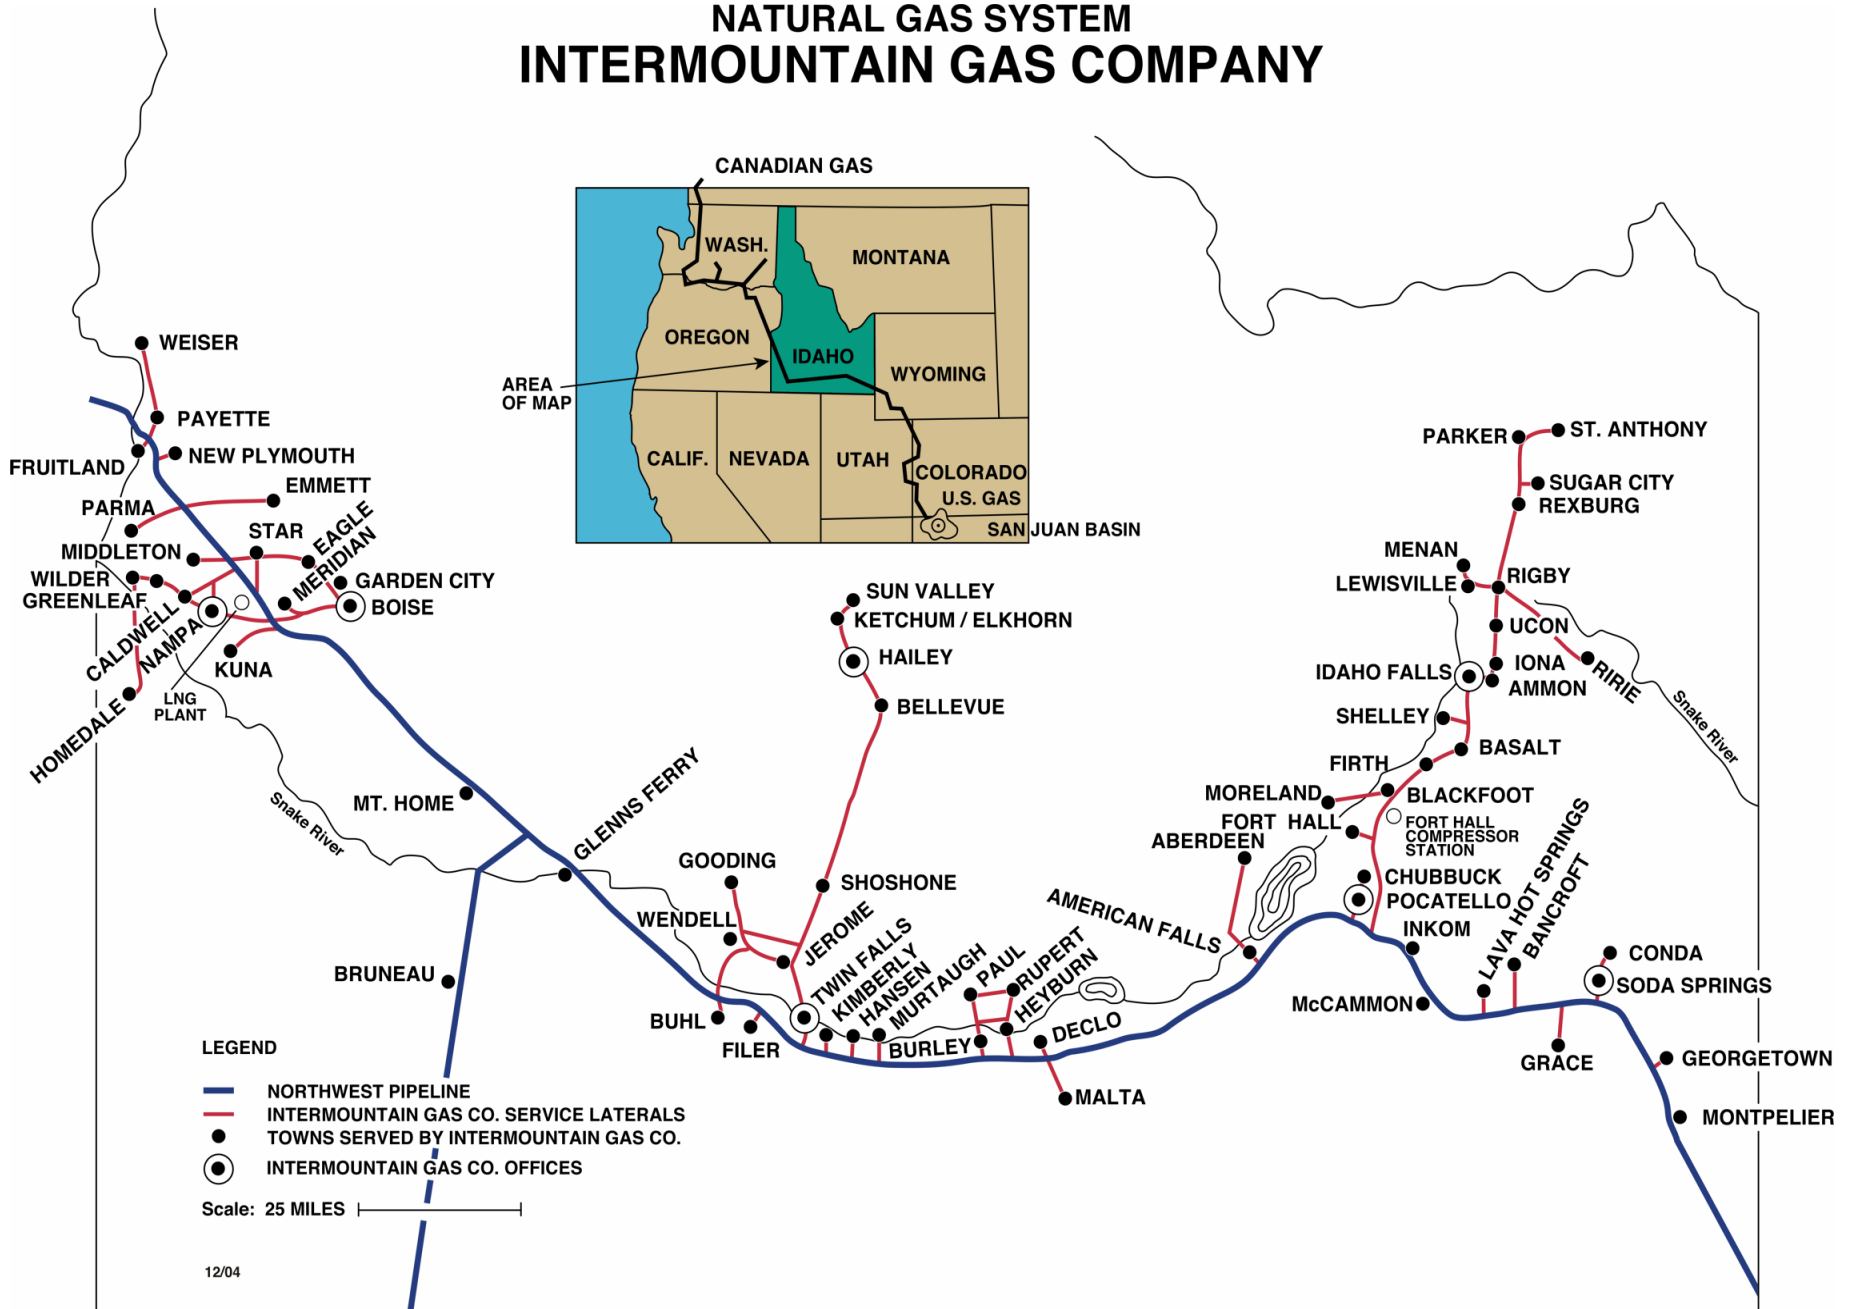 NATURAL GAS SYSTEM
INTERMOUNTAIN GAS COMPANY
CANADIAN GAS
WASH.
MONTANA
OREGON
IDAHO
WYOMING
AREA
OF MAP
CALIF.
NEVADA
UTAH
COLORADO
U.S. GAS
SAN JUAN BASIN
WEISER
PAYETTE
NEW PLYMOUTH
FRUITLAND
EMMETT
PARMA
STAR
EAGLE
MERIDIAN
MIDDLETON
WILDER
GREENLEAF
GARDEN CITY
BOISE
CALDWELL
NAMPA
KUNA
LNG
PLANT
HOMEDALE
Snake River
MT. HOME
GLENNS FERRY
BRUNEAU
SUN VALLEY
KETCHUM / ELKHORN
HAILEY
BELLEVUE
GOODING
SHOSHONE
WENDELL
JEROME
BUHL
FILER
TWIN FALLS
KIMBERLY
HANSEN
MURTAUGH
PAUL
RUPERT
HEYBURN
BURLEY
DECLO
MALTA
AMERICAN FALLS
ABERDEEN
PARKER
ST. ANTHONY
SUGAR CITY
REXBURG
MENAN
LEWISVILLE
RIGBY
UCON
IONA
AMMON
RIRIE
IDAHO FALLS
Snake River
SHELLEY
BASALT
FIRTH
MORELAND
BLACKFOOT
FORT HALL
FORT HALL
COMPRESSOR
STATION
CHUBBUCK
POCATELLO
INKOM
McCAMMON
LAVA HOT SPRINGS
BANCROFT
CONDA
SODA SPRINGS
GRACE
GEORGETOWN
MONTPELIER
LEGEND
NORTHWEST PIPELINE
INTERMOUNTAIN GAS CO. SERVICE LATERALS
TOWNS SERVED BY INTERMOUNTAIN GAS CO.
INTERMOUNTAIN GAS CO. OFFICES
Scale: 25 MILES
12/04